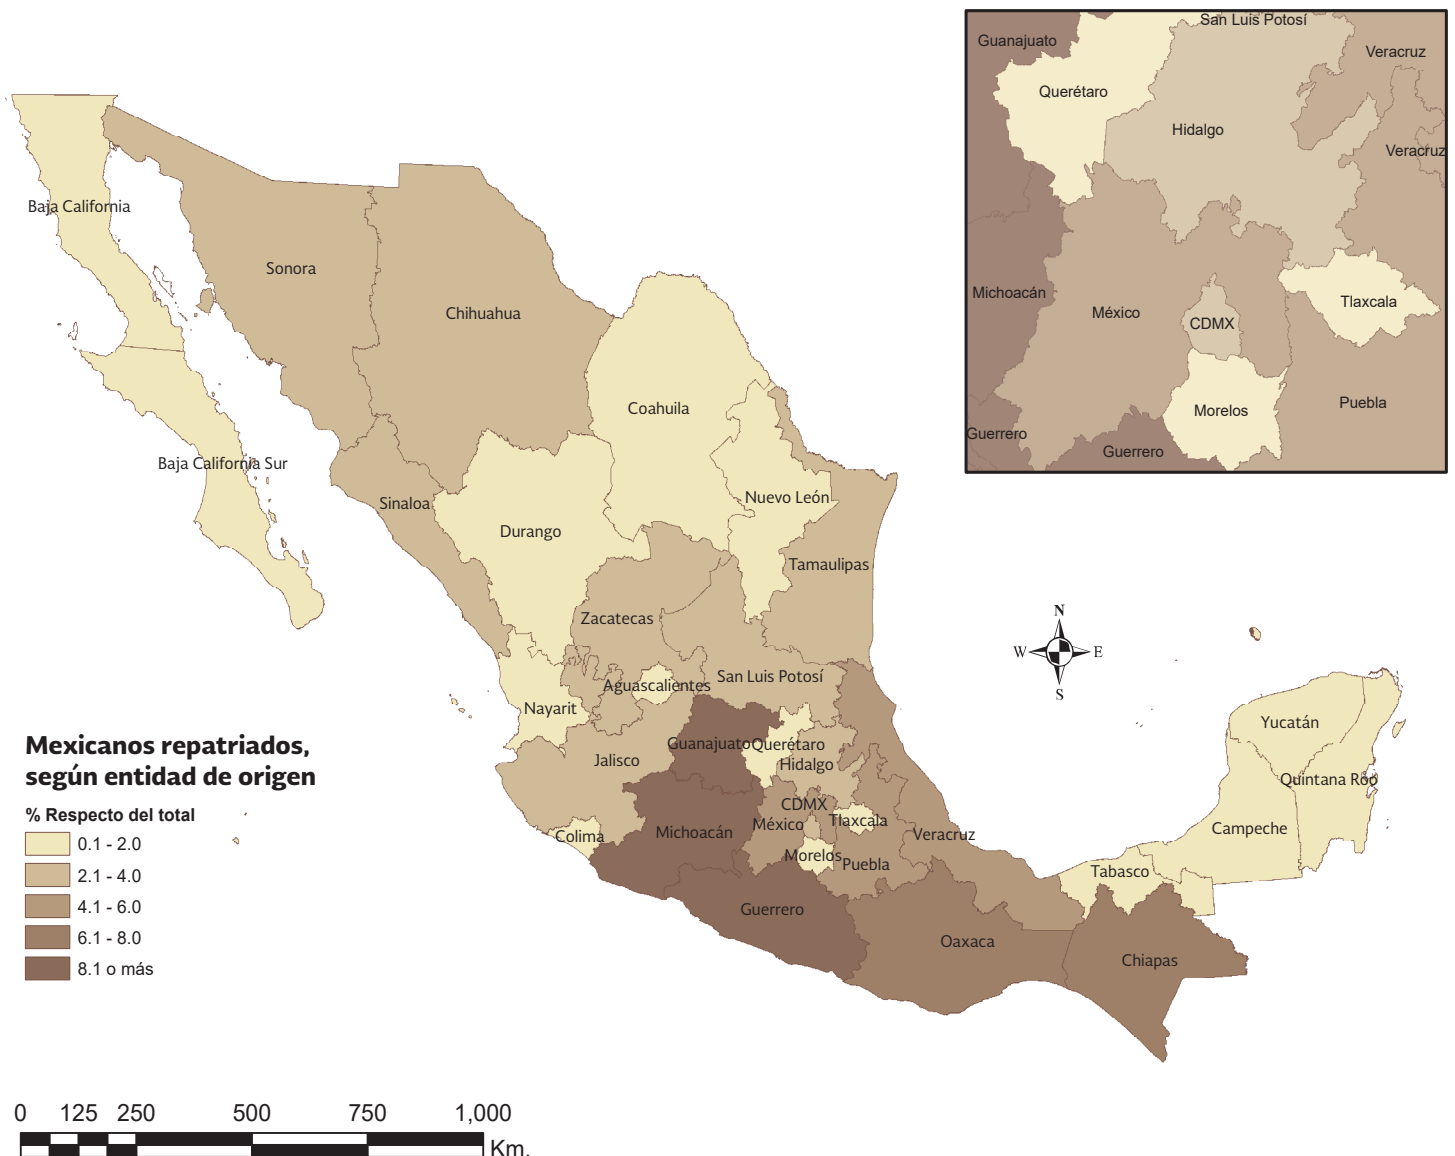 San Luis Potosí
Guanajuato
Veracruz
Querétaro
Hidalgo
Veracruz
Michoacán
México
CDMX
Tlaxcala
Morelos
Puebla
Guerrero
Guerrero
Baja California
Sonora
Chihuahua
Coahuila
Baja California Sur
Sinaloa
Nuevo León
Durango
Tamaulipas
Zacatecas
San Luis Potosí
Aguascalientes
Nayarit
Guanajuato
Querétaro
Jalisco
Hidalgo
CDMX
México
Tlaxcala
Colima
Michoacán
Veracruz
Morelos
Puebla
Guerrero
Oaxaca
Chiapas
Tabasco
Campeche
Yucatán
Quintana Roo
N
W
E
S
Mexicanos repatriados,
según entidad de origen
% Respecto del total
0.1 - 2.0
2.1 - 4.0
4.1 - 6.0
6.1 - 8.0
8.1 o más
0 125 250 500 750 1,000
Km.